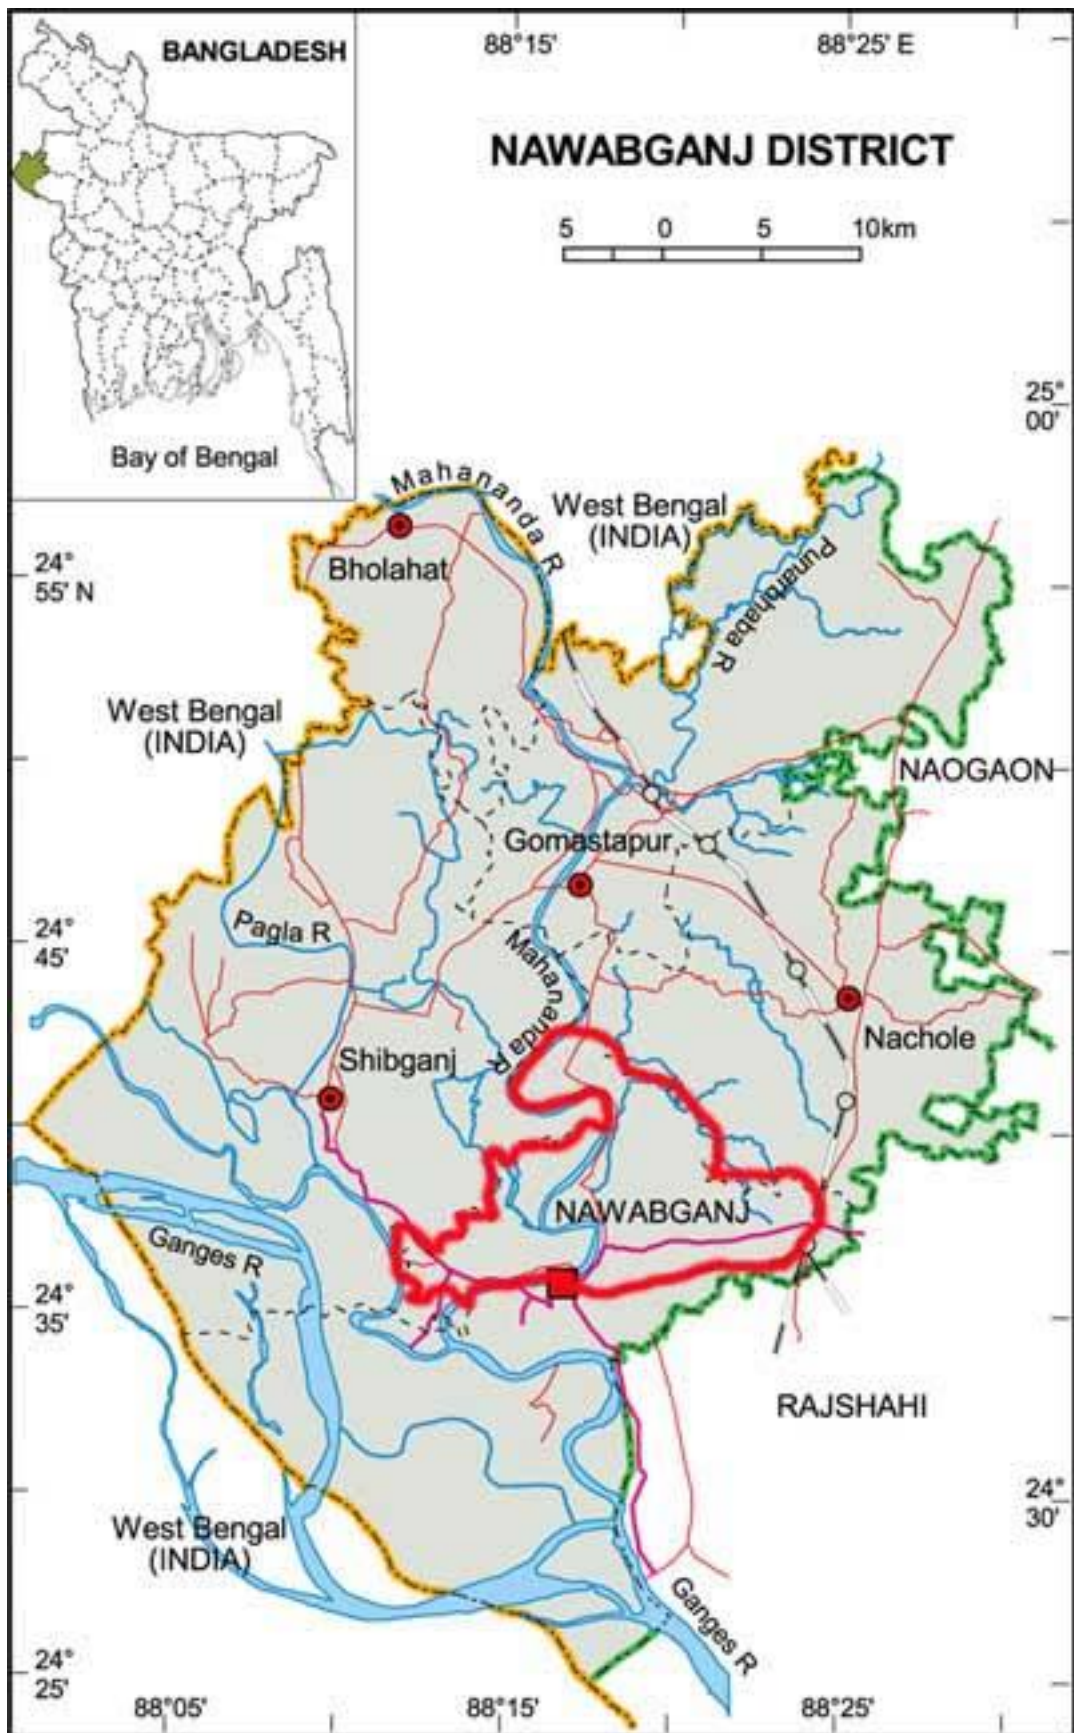 BANGLADESH
Bay of Bengal
88°15'
88°25' E
NAWABGANJ DISTRICT
5 0 5 10km
25°
00'
Mahananda R
West Bengal
(INDIA)
Punarbhaba R
24°
55' N
Bholahat
West Bengal
(INDIA)
NAOGAON
Gomastapur
Pagla R
24°
45'
Mahananda R
Nachole
Shibganj
NAWABGANJ
Ganges R
24°
35'
RAJSHAHI
24°
30'
West Bengal
(INDIA)
Ganges R
24°
25'
88°05'
88°15'
88°25'